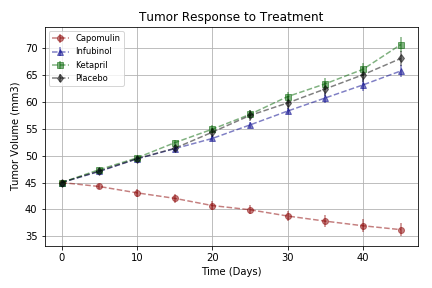 Tumor Response to Treatment
Capomulin
Infubinol
Ketapril
Placebo
Tumor Volume (mm3)
70
65
60
55
50
45
40
35
0
10
20
30
40
Time (Days)